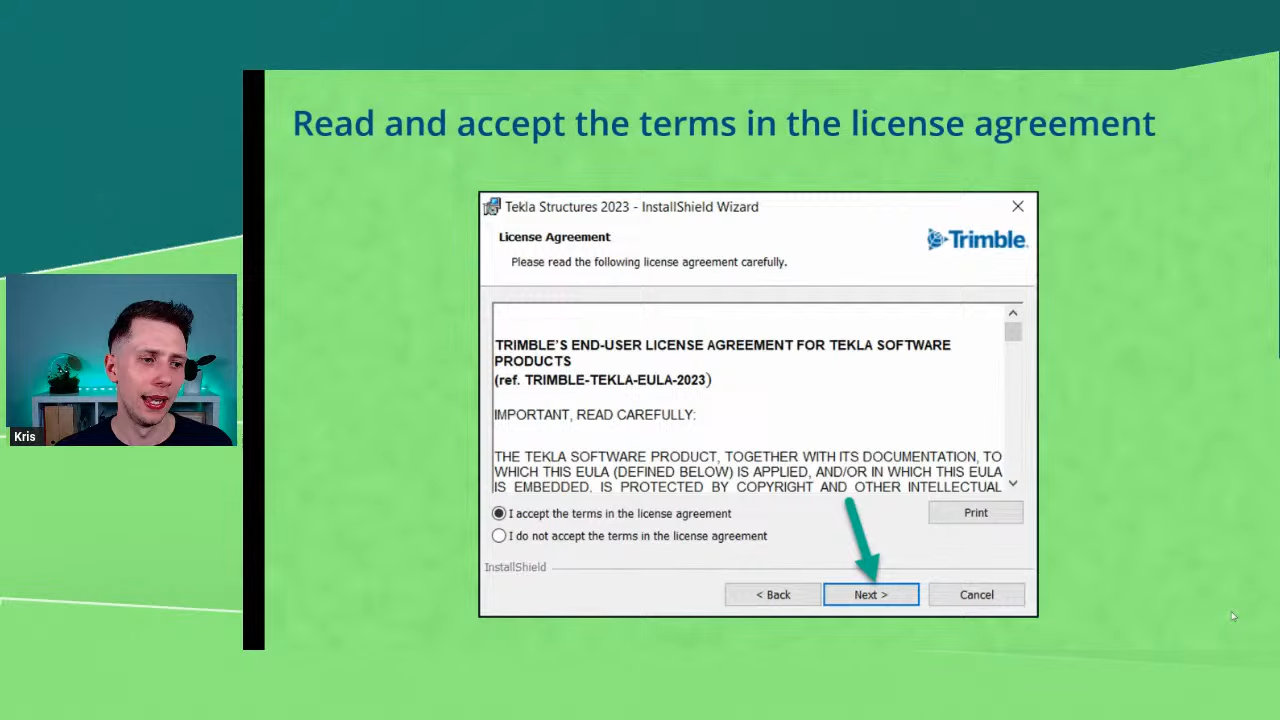 Read and accept the terms in the license agreement
Tekla Structures 2023 - InstallShield Wizard
License Agreement
Trimble.
Please read the following license agreement carefully.
TRIMBLE'S END-USER LICENSE AGREEMENT FOR TEKLA SOFTWARE
PRODUCTS
(ref. TRIMBLE-TEKLA-EULA-2023)
IMPORTANT, READ CAREFULLY:
THE TEKLA SOFTWARE PRODUCT, TOGETHER WITH ITS DOCUMENTATION, TO
WHICH THIS EULA (DEFINED BELOW) IS APPLIED, AND/OR IN WHICH THIS EULA
IS EMBEDDED, IS PROTECTED BY COPYRIGHT AND OTHER INTELLECTUAL
I accept the terms in the license agreement
Print
I do not accept the terms in the license agreement
InstallShield
< Back
Next >
Cancel
Kris